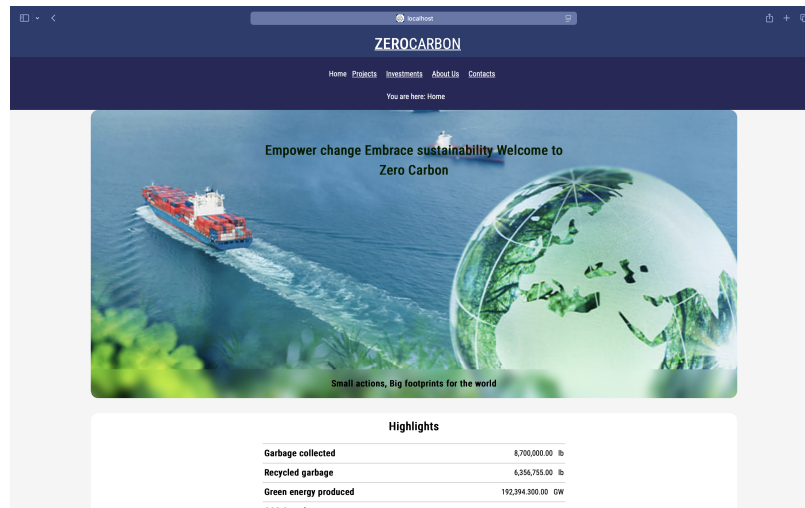 localhost
ZEROCARBON
Home Projects Investments About Us Contacts
You are here: Home
Empower change Embrace sustainability Welcome to
Zero Carbon
Small actions, Big footprints for the world
Highlights
Garbage collected 8,700,000.00 lb
Recycled garbage 6,356,755.00 lb
Green energy produced 192,394.300.00 GW